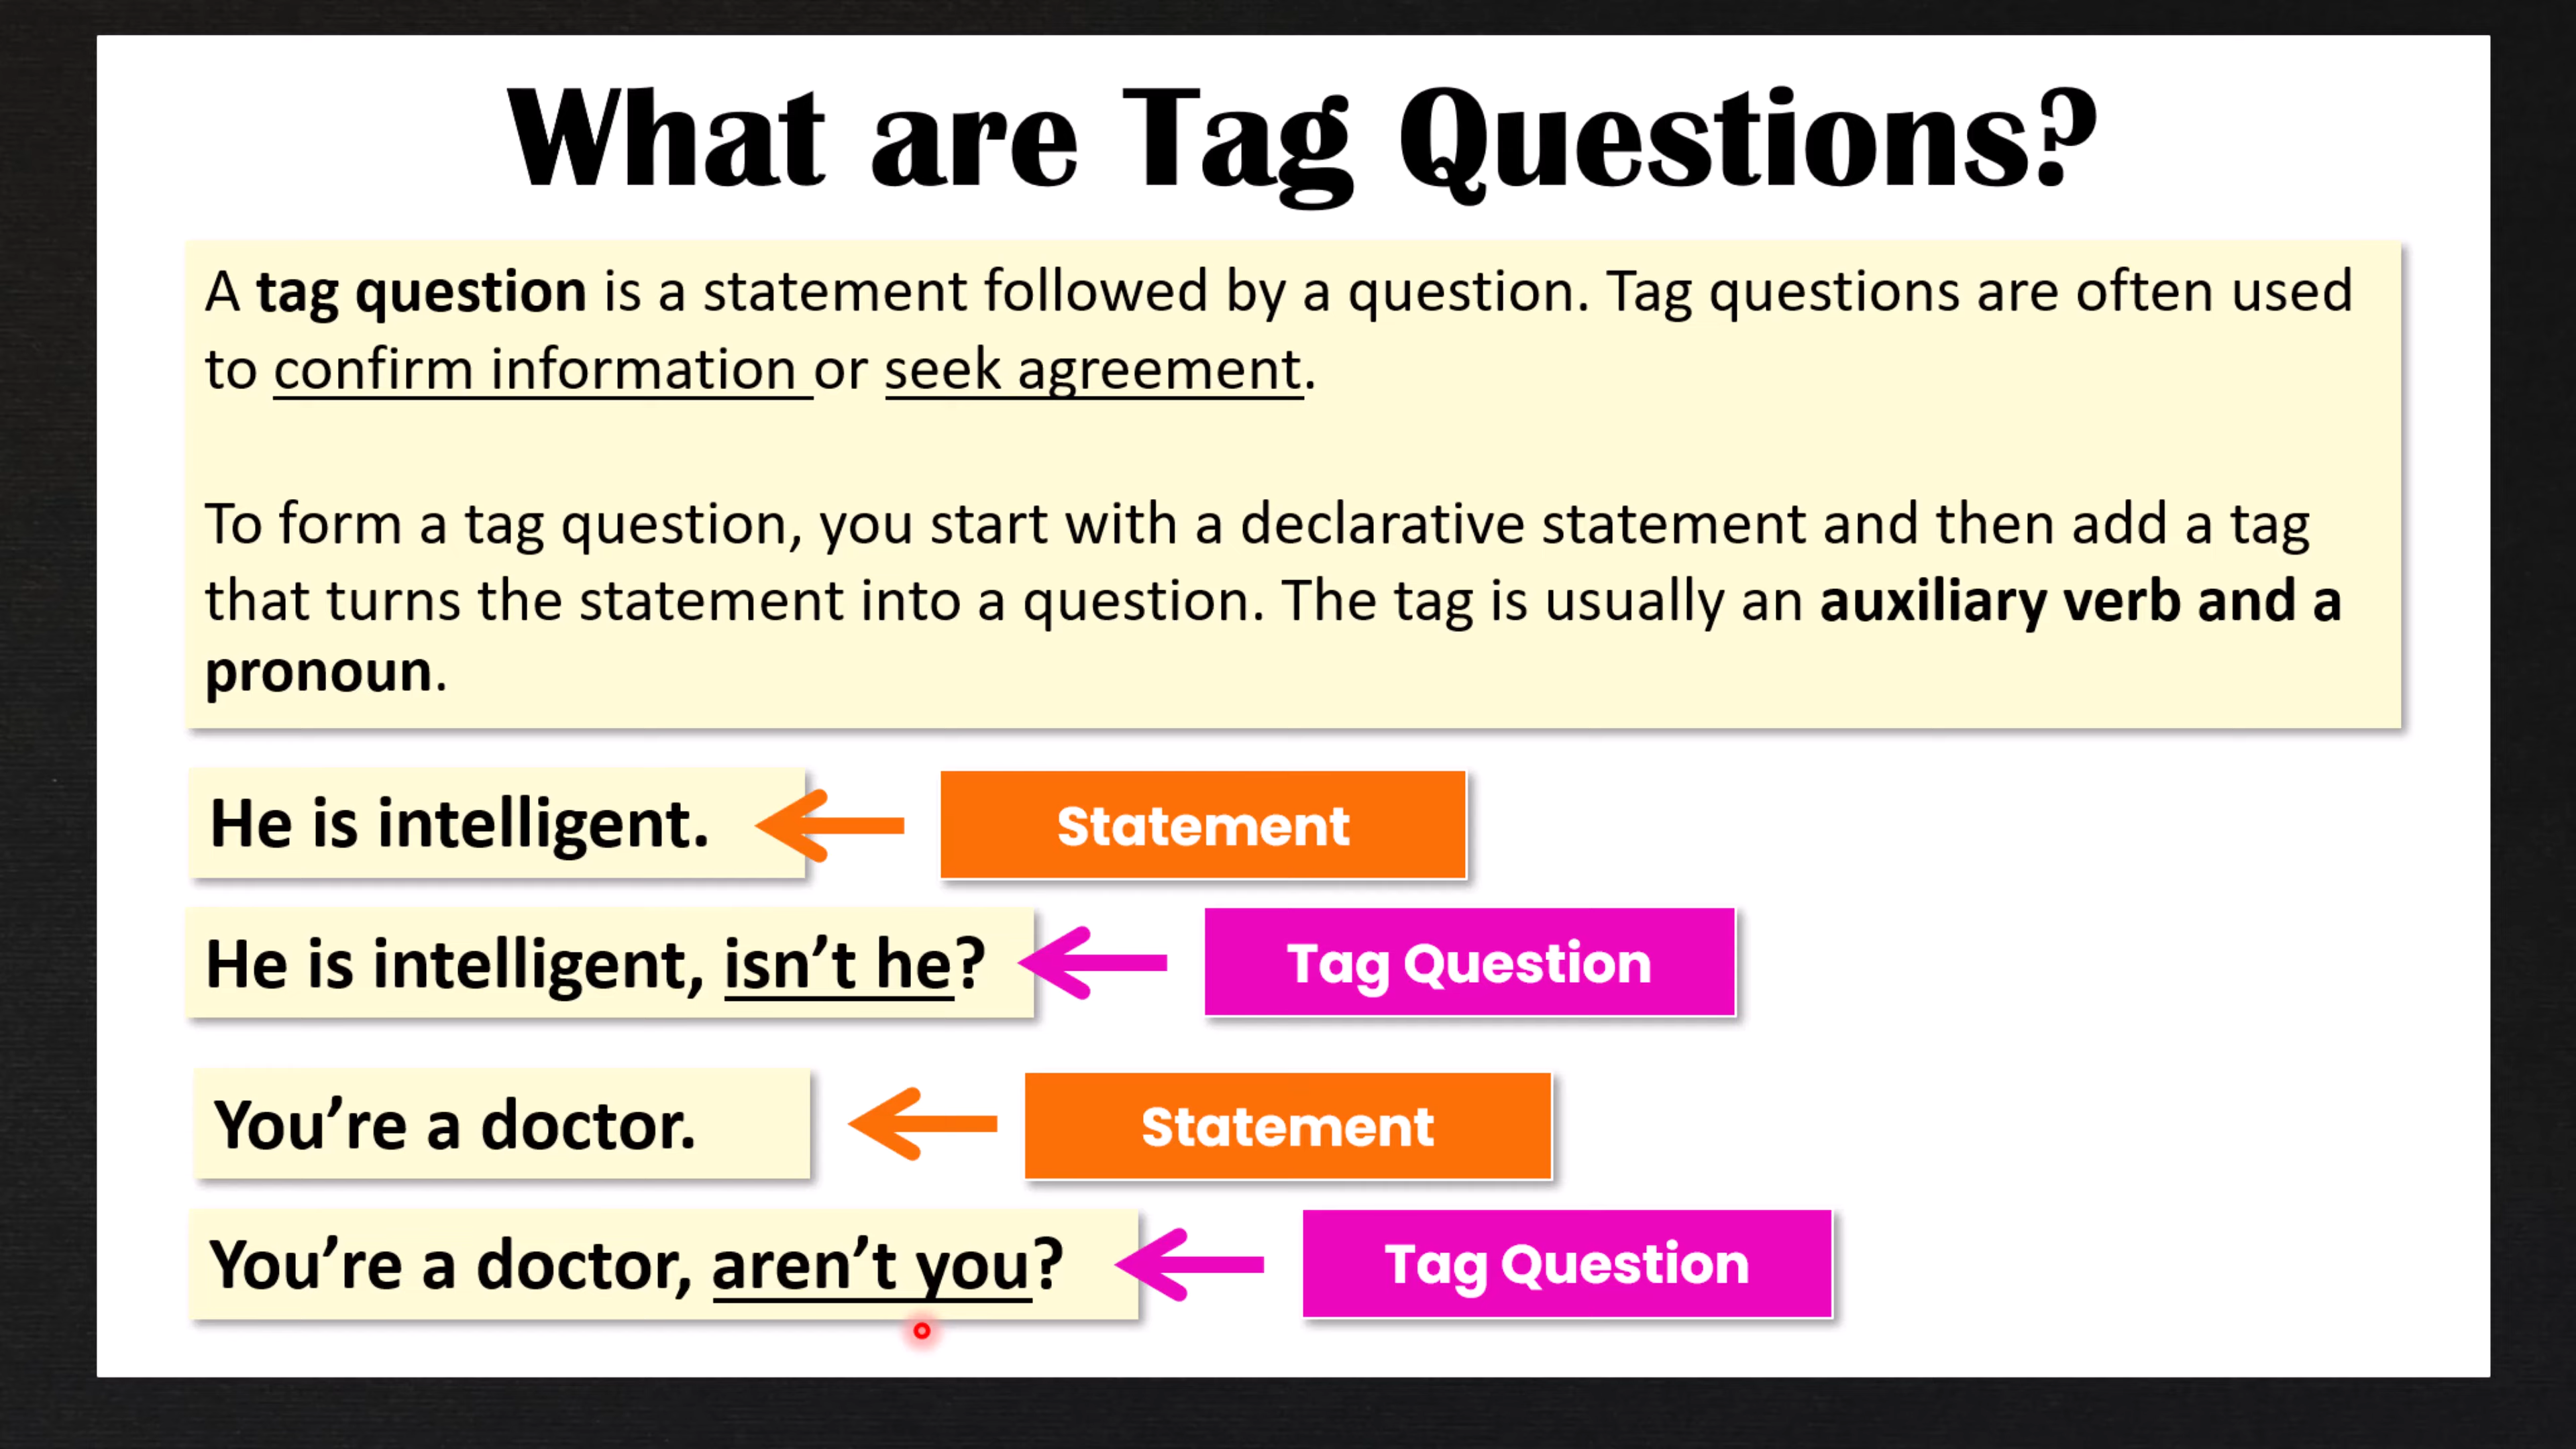 What are Tag Questions?
A tag question is a statement followed by a question. Tag questions are often used
to confirm information or seek agreement.
To form a tag question, you start with a declarative statement and then add a tag
that turns the statement into a question. The tag is usually an auxiliary verb and a
pronoun.
He is intelligent.
Statement
He is intelligent, isn’t he?
Tag Question
You’re a doctor.
Statement
You’re a doctor, aren’t you?
Tag Question